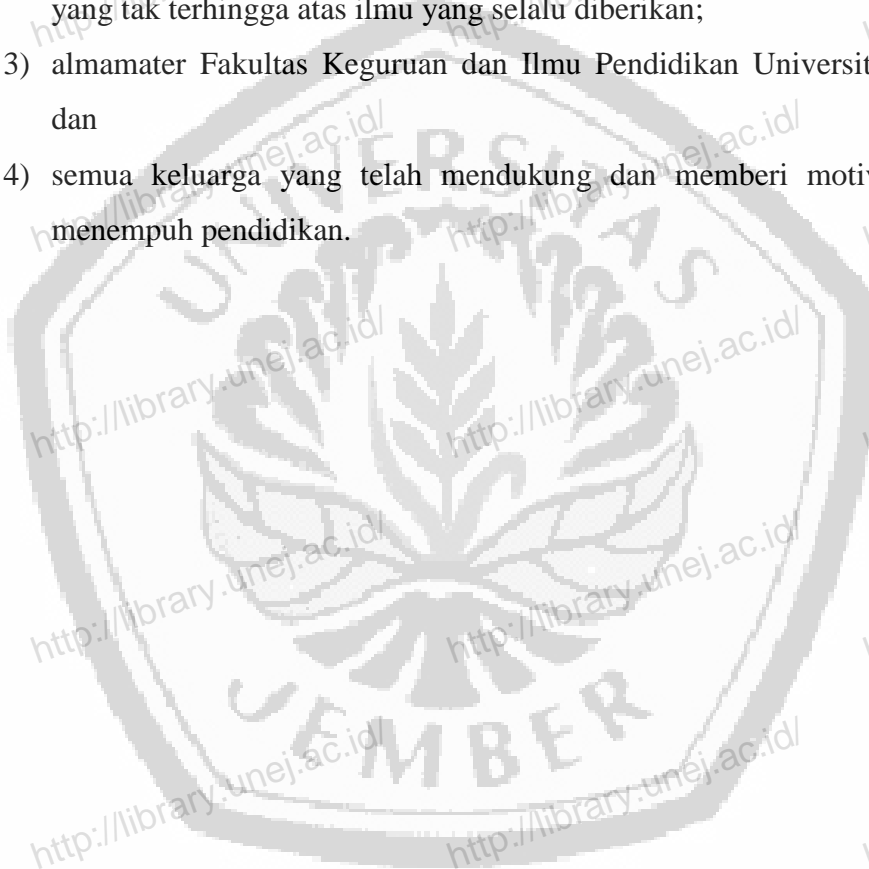 yang tak terhingga atas ilmu yang selalu diberikan;
3) almamater Fakultas Keguruan dan Ilmu Pendidikan
dan
4) semua keluarga yang telah mendukung dan memberi
menempuh pendidikan.
UNIVERSITAS
JEMBER
http://library.unej.ac.id/
http://library.unej.ac.id/
http://library.unej.ac.id/
http://library.unej.ac.id/
http://library.unej.ac.id/
http://library.unej.ac.id/
http://library.unej.ac.id/
http://library.unej.ac.id/